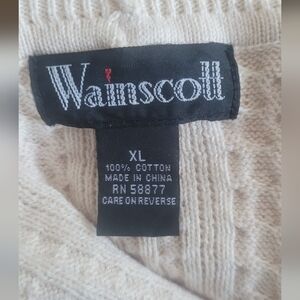 Wainscott
XL
100% COTTON
MADE IN CHINA
RN 58877
CARE ON REVERSE